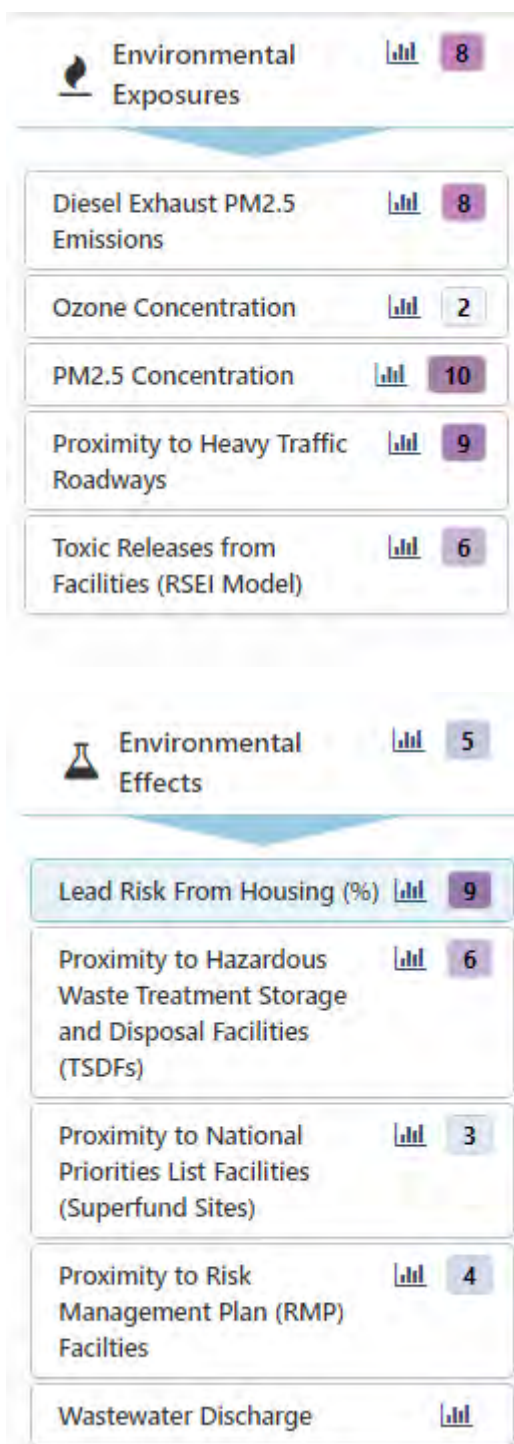 Environmental 8
Exposures
Diesel Exhaust PM2.5 8
Emissions
Ozone Concentration 2
PM2.5 Concentration 10
Proximity to Heavy Traffic 9
Roadways
Toxic Releases from 6
Facilities (RSEI Model)
Environmental 5
Effects
Lead Risk From Housing (%) 9
Proximity to Hazardous 6
Waste Treatment Storage
and Disposal Facilities
(TSDFs)
Proximity to National 3
Priorities List Facilities
(Superfund Sites)
Proximity to Risk 4
Management Plan (RMP)
Facilties
Wastewater Discharge